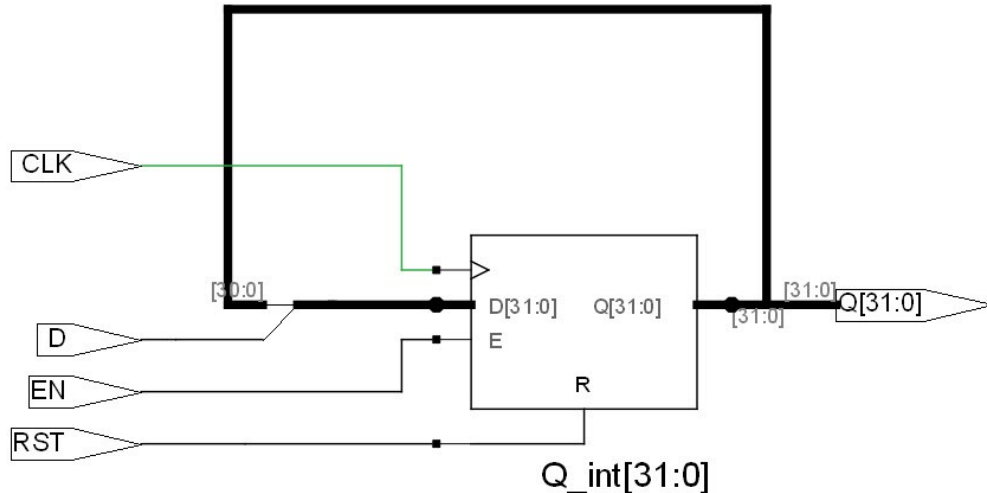 CLK
[30:0]
D
EN
RST
D[31:0]
E
Q[31:0]
R
[31:0]
[31:0]
Q[31:0]
Q_int[31:0]